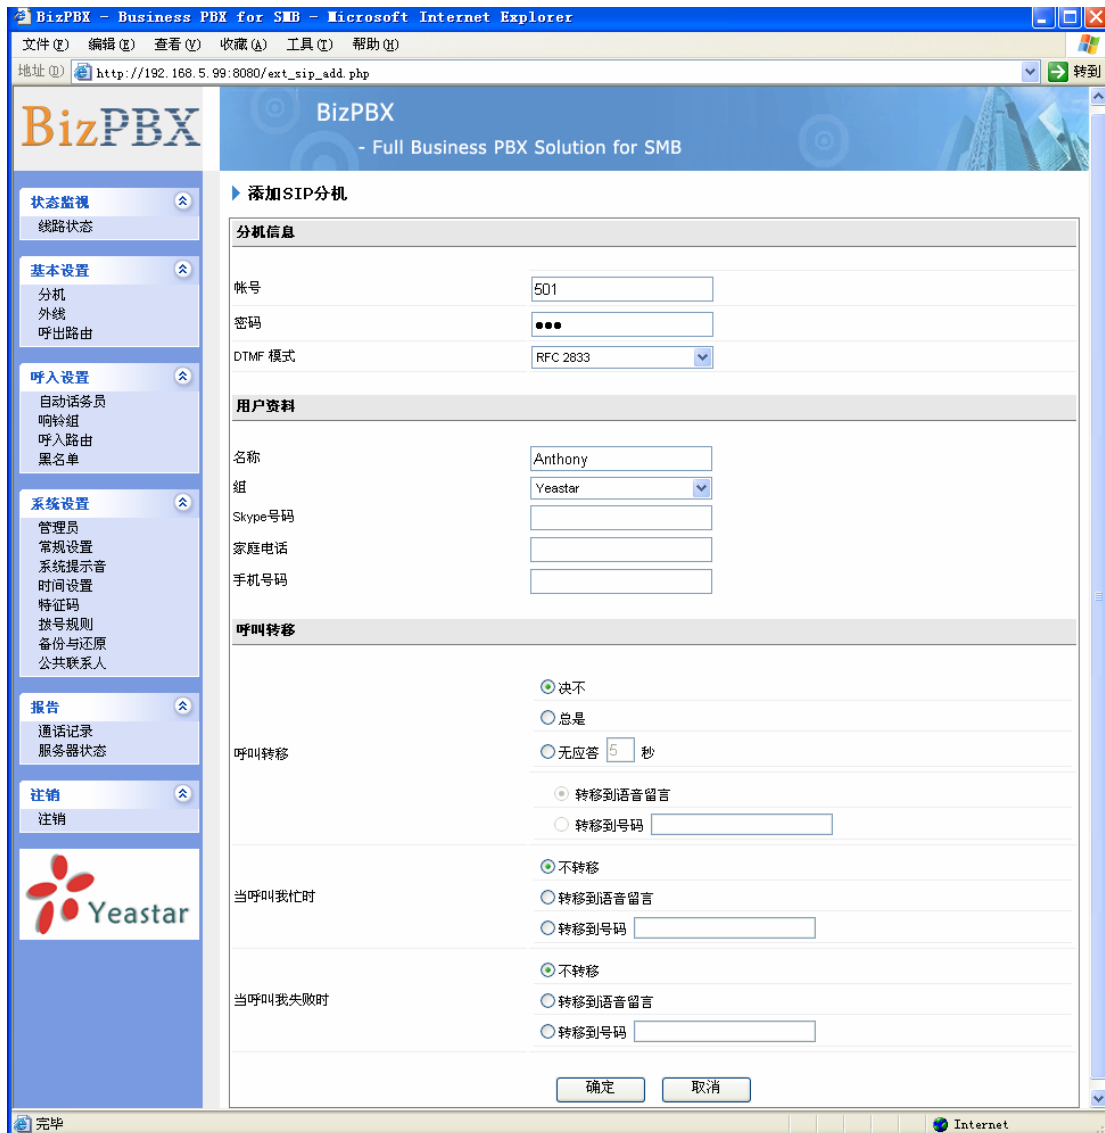 BizPBX - Business PBX for SMB - Microsoft Internet Explorer
文件(F) 编辑(E) 查看(V) 收藏(A) 工具(T) 帮助(H)
地址(D) http://192.168.5.99:8080/ext_sip_add.php 转到
BizPBX
BizPBX
- Full Business PBX Solution for SMB
状态监视
线路状态
基本设置
分机
外线
呼出路由
呼入设置
自动话务员
响铃组
呼入路由
黑名单
系统设置
管理员
常规设置
系统提示音
时间设置
特征码
拨号规则
备份与还原
公共联系人
报告
通话记录
服务器状态
注销
注销
Yeastar
添加SIP分机
分机信息
帐号 501
密码 ●●●
DTMF 模式 RFC 2833
用户资料
名称 Anthony
组 Yeastar
Skype号码
家庭电话
手机号码
呼叫转移
呼叫转移
决不
总是
无应答 5 秒
转移到语音留言
转移到号码
当呼叫我忙时
不转移
转移到语音留言
转移到号码
当呼叫我失败时
不转移
转移到语音留言
转移到号码
确定 取消
完毕 Internet